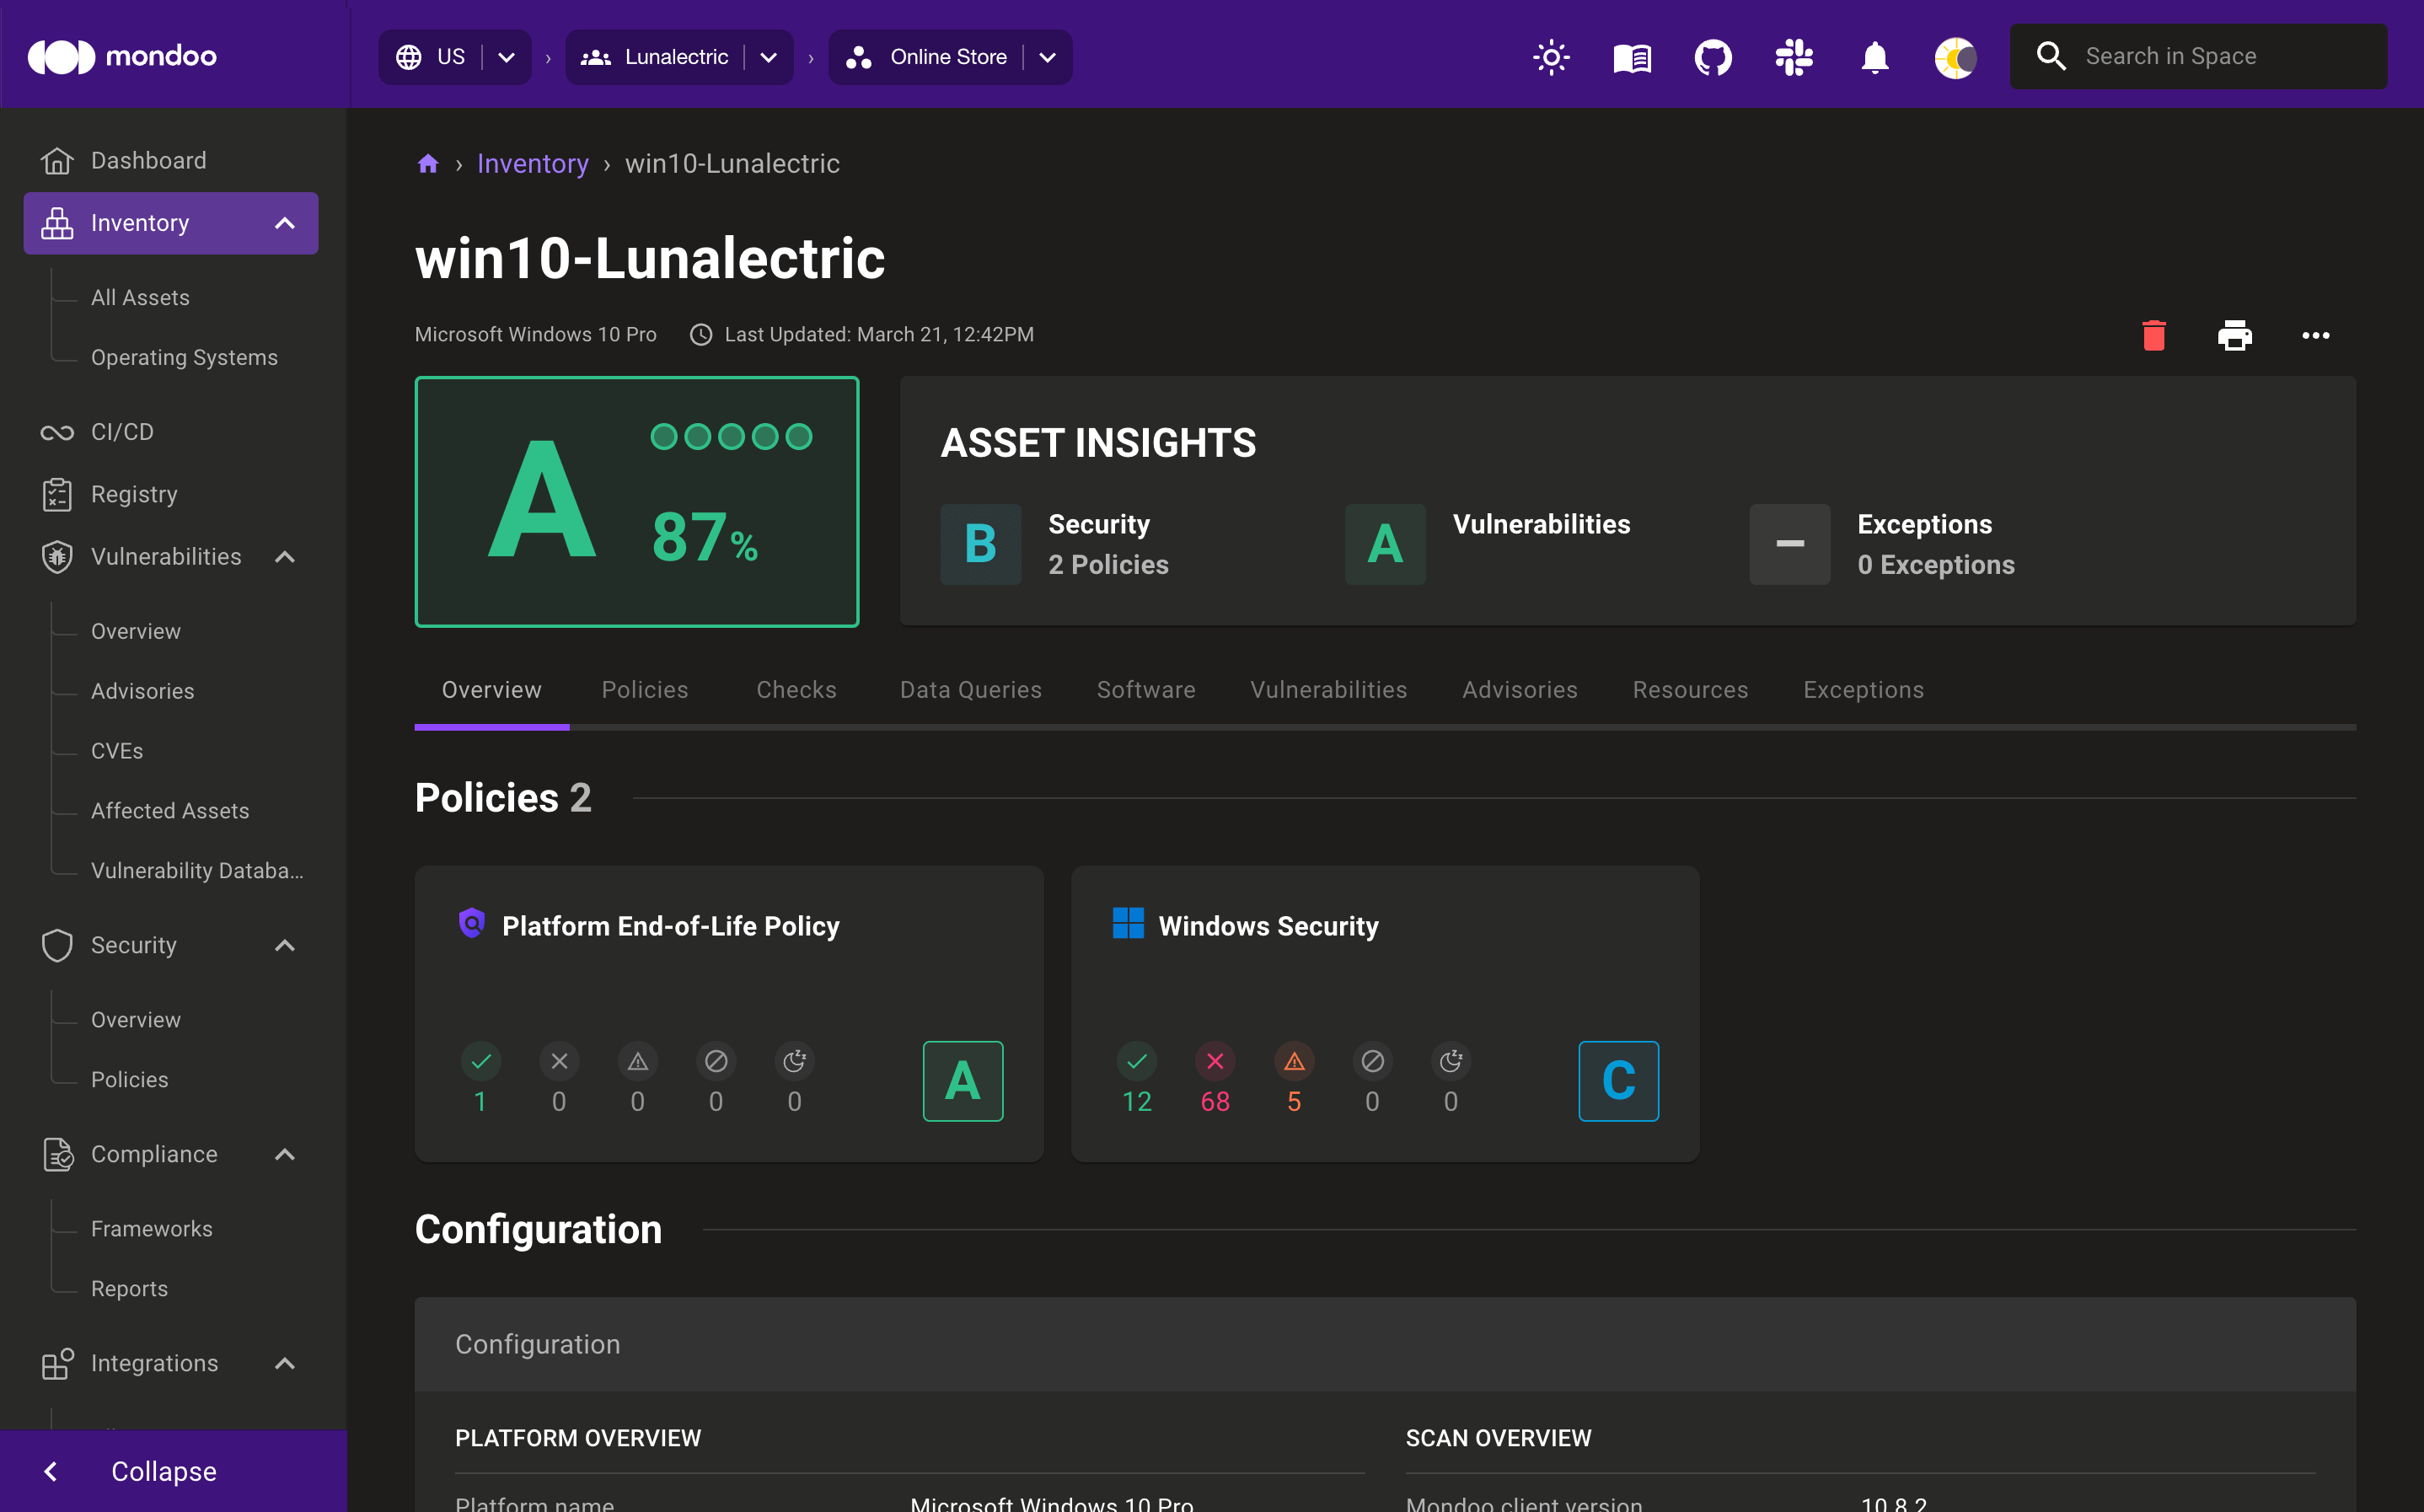 mondoo
US
Lunalectric
Online Store
Search in Space
Dashboard
Inventory
All Assets
Operating Systems
CI/CD
Registry
Vulnerabilities
Overview
Advisories
CVEs
Affected Assets
Vulnerability Databa...
Security
Overview
Policies
Compliance
Frameworks
Reports
Integrations
Collapse
› Inventory › win10-Lunalectric
win10-Lunalectric
Microsoft Windows 10 Pro Last Updated: March 21, 12:42PM
A
87%
ASSET INSIGHTS
B
Security
2 Policies
A
Vulnerabilities
–
Exceptions
0 Exceptions
Overview Policies Checks Data Queries Software Vulnerabilities Advisories Resources Exceptions
Policies 2
Platform End-of-Life Policy
1 0 0 0 0
A
Windows Security
12 68 5 0 0
C
Configuration
Configuration
PLATFORM OVERVIEW
Platform name Microsoft Windows 10 Pro
SCAN OVERVIEW
Mondoo client version 10.8.2